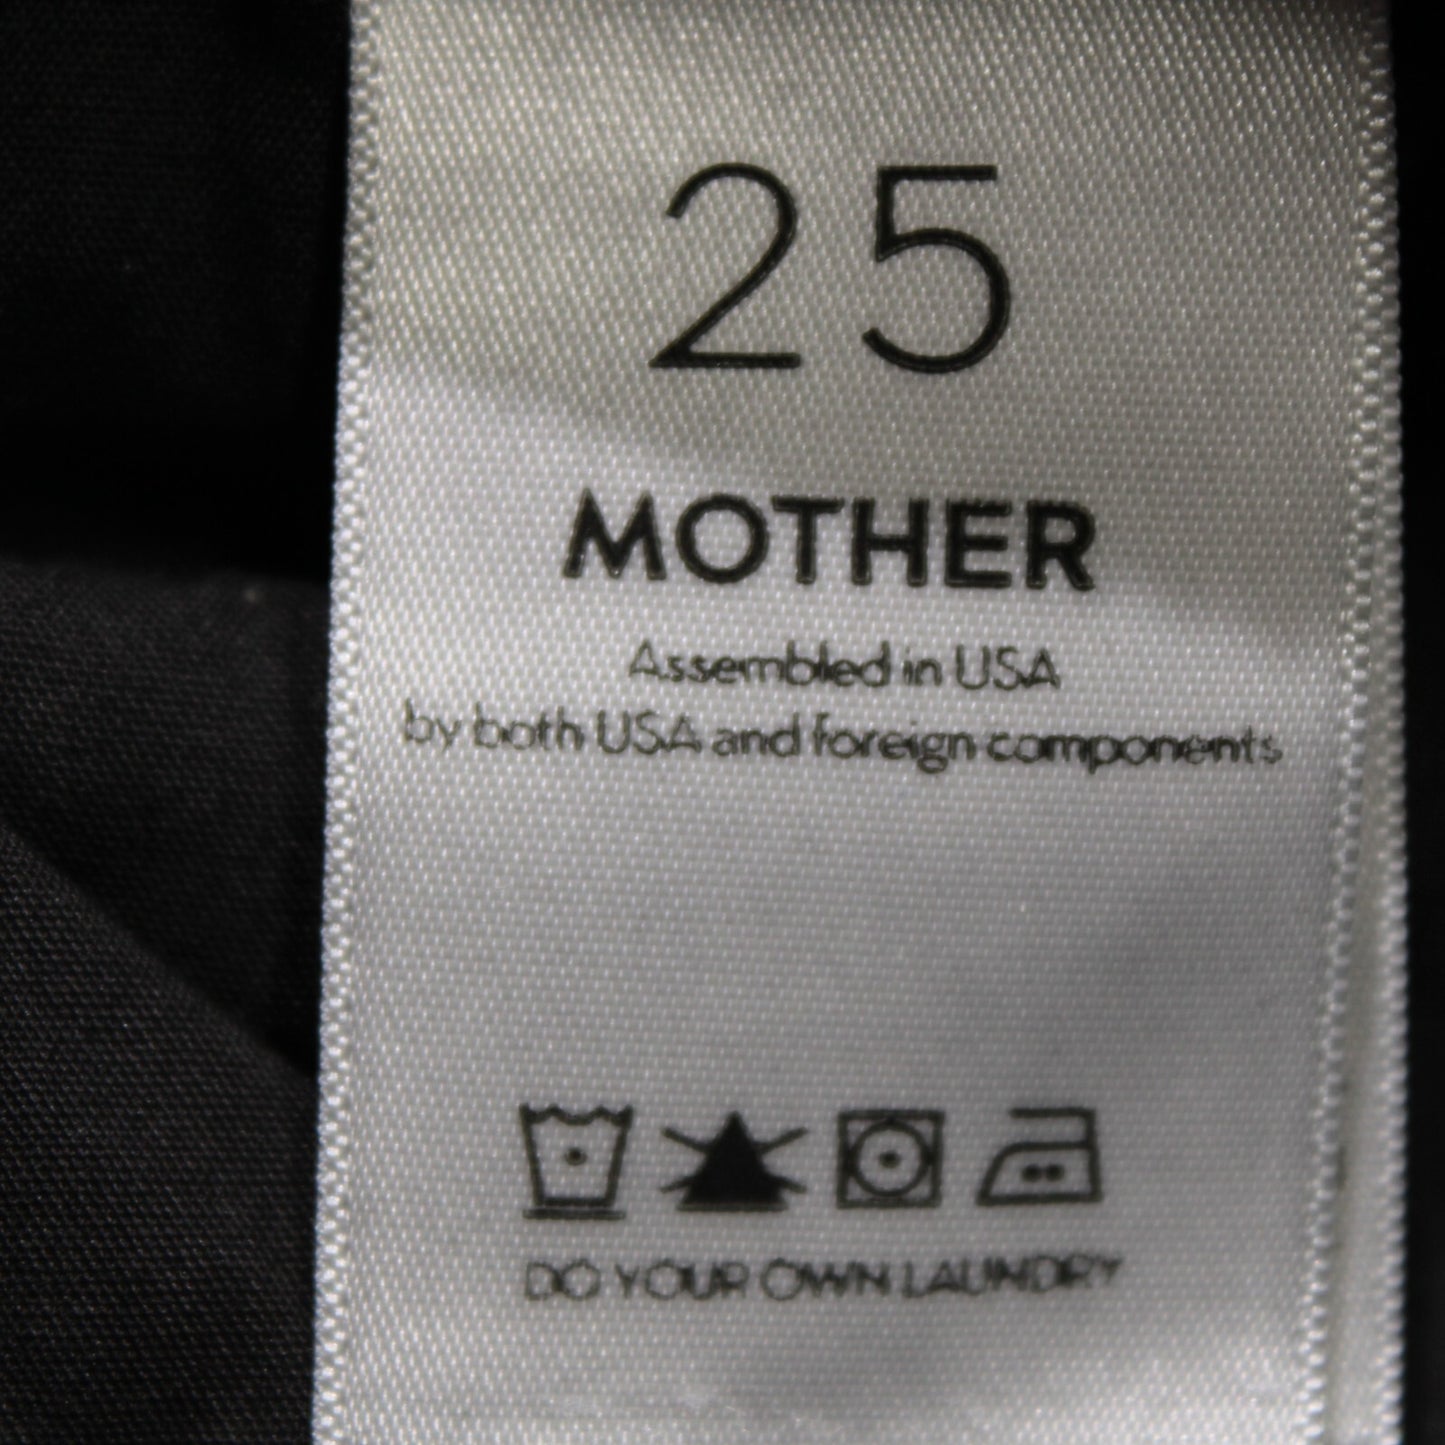 25
MOTHER
Assembled in USA
by both USA and foreign components
DO YOUR OWN LAUNDRY